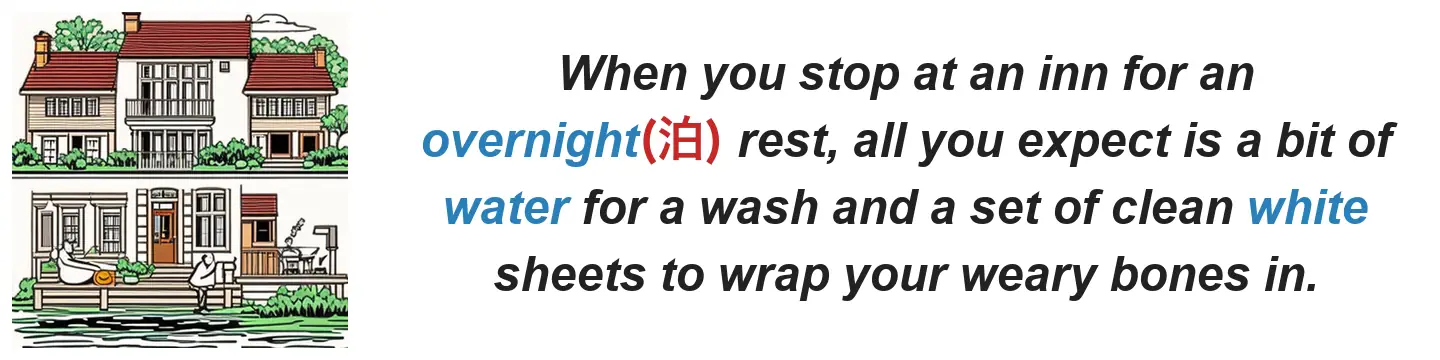 When you stop at an inn for an
overnight(泊) rest, all you expect is a bit of
water for a wash and a set of clean white
sheets to wrap your weary bones in.